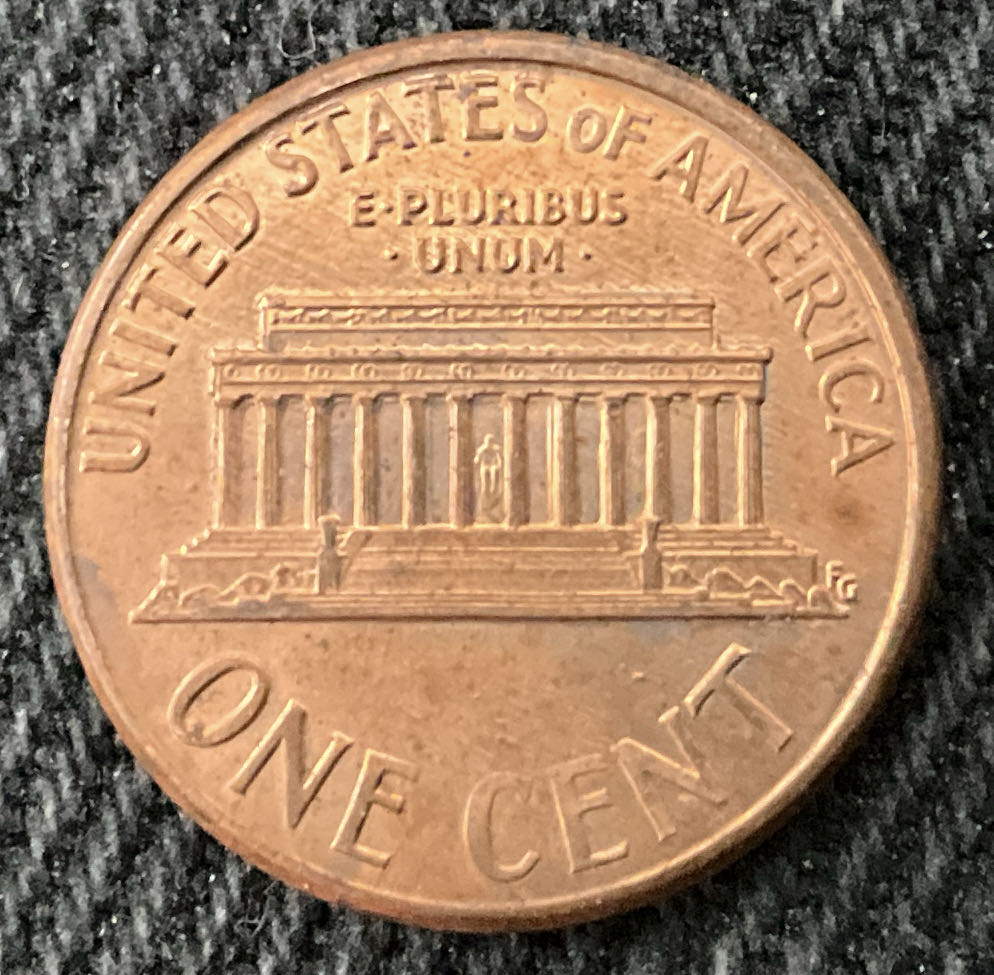 UNITED STATES OF AMERICA
E·PLURIBUS
·UNUM·
FG
ONE CENT